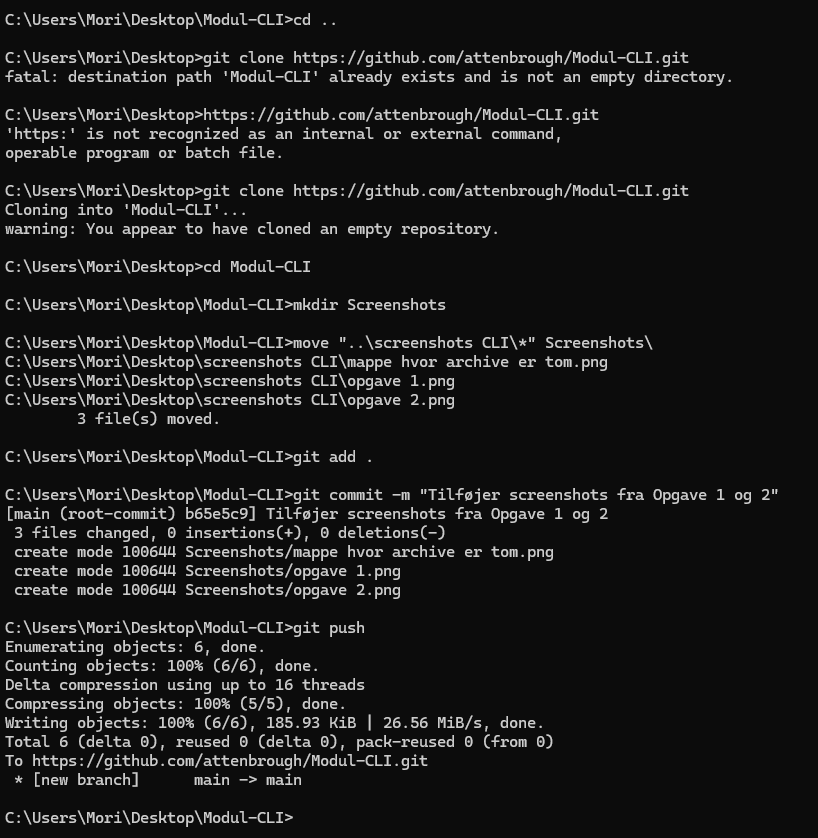 C:\Users\Mori\Desktop\Modul-CLI>cd ..
C:\Users\Mori\Desktop>git clone https://github.com/attenbrough/Modul-CLI.git
fatal: destination path 'Modul-CLI' already exists and is not an empty directory.
C:\Users\Mori\Desktop>https://github.com/attenbrough/Modul-CLI.git
'https:' is not recognized as an internal or external command,
operable program or batch file.
C:\Users\Mori\Desktop>git clone https://github.com/attenbrough/Modul-CLI.git
Cloning into 'Modul-CLI'...
warning: You appear to have cloned an empty repository.
C:\Users\Mori\Desktop>cd Modul-CLI
C:\Users\Mori\Desktop\Modul-CLI>mkdir Screenshots
C:\Users\Mori\Desktop\Modul-CLI>move "..\screenshots CLI\*" Screenshots\
C:\Users\Mori\Desktop\screenshots CLI\mappe hvor archive er tom.png
C:\Users\Mori\Desktop\screenshots CLI\opgave 1.png
C:\Users\Mori\Desktop\screenshots CLI\opgave 2.png
        3 file(s) moved.
C:\Users\Mori\Desktop\Modul-CLI>git add .
C:\Users\Mori\Desktop\Modul-CLI>git commit -m "Tilføjer screenshots fra Opgave 1 og 2"
[main (root-commit) b65e5c9] Tilføjer screenshots fra Opgave 1 og 2
 3 files changed, 0 insertions(+), 0 deletions(-)
 create mode 100644 Screenshots/mappe hvor archive er tom.png
 create mode 100644 Screenshots/opgave 1.png
 create mode 100644 Screenshots/opgave 2.png
C:\Users\Mori\Desktop\Modul-CLI>git push
Enumerating objects: 6, done.
Counting objects: 100% (6/6), done.
Delta compression using up to 16 threads
Compressing objects: 100% (5/5), done.
Writing objects: 100% (6/6), 185.93 KiB | 26.56 MiB/s, done.
Total 6 (delta 0), reused 0 (delta 0), pack-reused 0 (from 0)
To https://github.com/attenbrough/Modul-CLI.git
 * [new branch]      main -> main
C:\Users\Mori\Desktop\Modul-CLI>